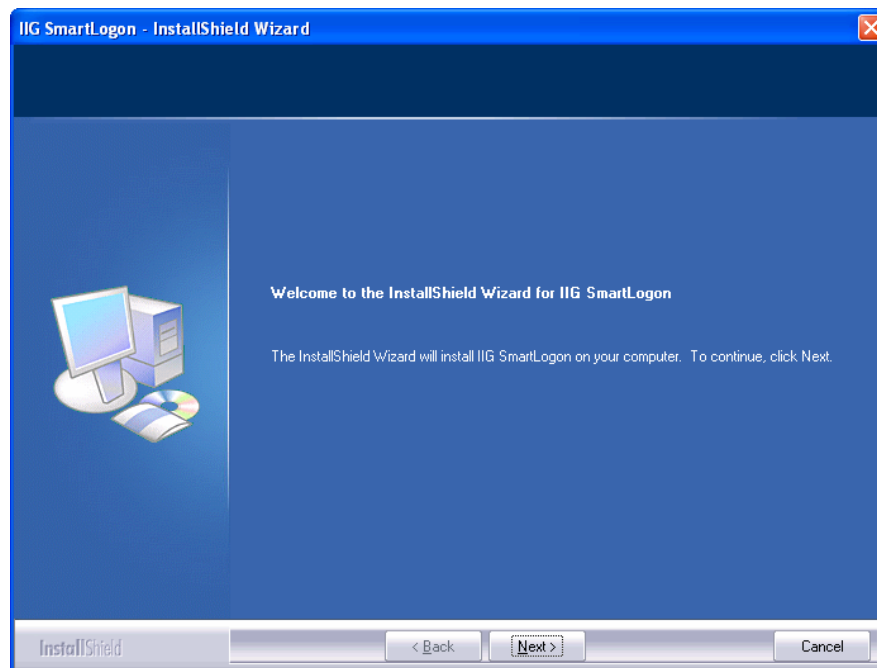 IIG SmartLogon - InstallShield Wizard
Welcome to the InstallShield Wizard for IIG SmartLogon
The InstallShield Wizard will install IIG SmartLogon on your computer.  To continue, click Next.
InstallShield
< Back
Next >
Cancel